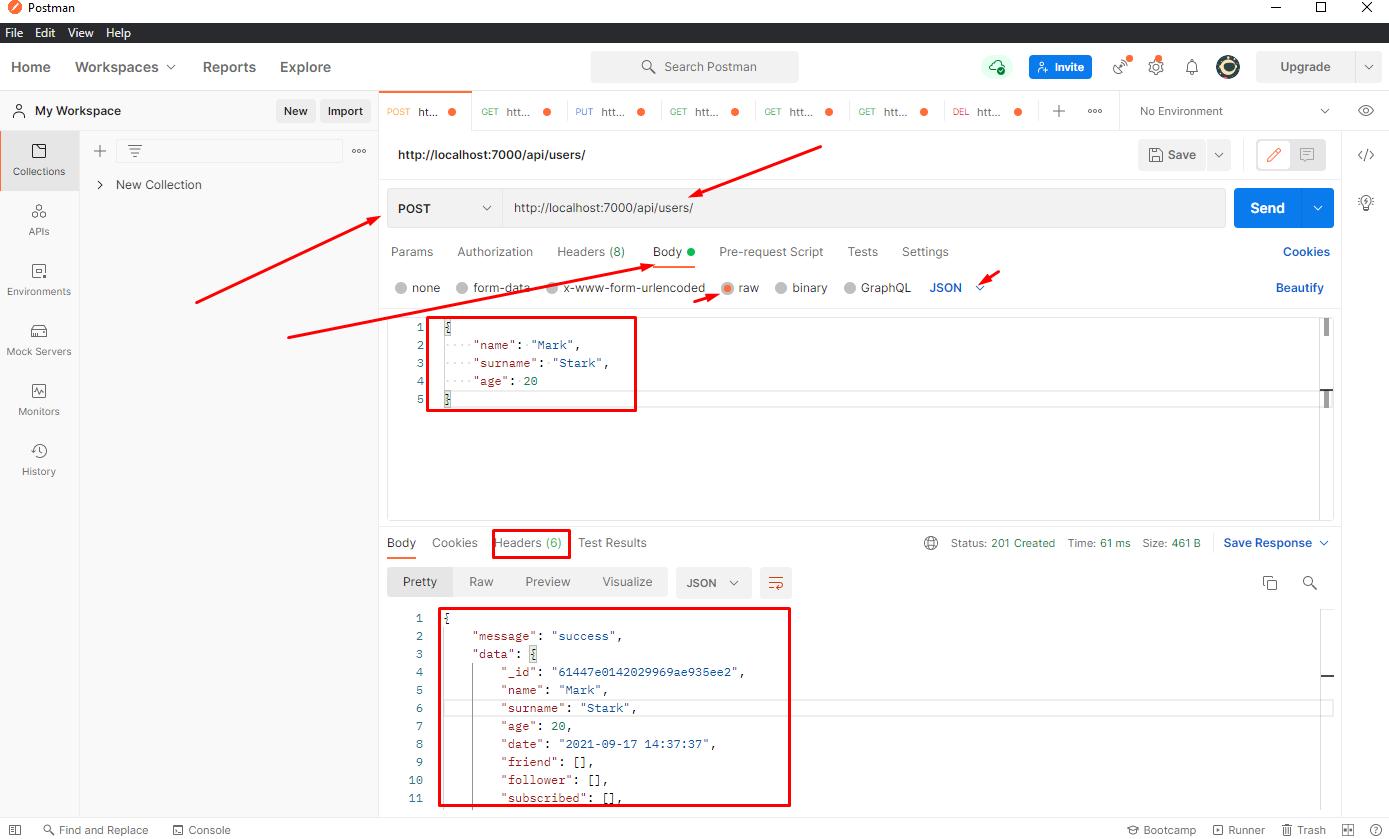 Postman
File Edit View Help
Home Workspaces Reports Explore Search Postman Invite Upgrade
My Workspace New Import POST htt... GET htt... PUT htt... GET htt... GET htt... GET htt... DEL htt... No Environment
http://localhost:7000/api/users/ Save
Collections
New Collection
POST http://localhost:7000/api/users/ Send
APIs
Params Authorization Headers (8) Body Pre-request Script Tests Settings Cookies
Environments
none form-data x-www-form-urlencoded raw binary GraphQL JSON Beautify
Mock Servers
Monitors
History
1 {
2 "name": "Mark",
3 "surname": "Stark",
4 "age": 20
5 }
Body Cookies Headers (6) Test Results Status: 201 Created Time: 61 ms Size: 461 B Save Response
Pretty Raw Preview Visualize JSON
1 {
2 "message": "success",
3 "data": {
4 "_id": "61447e0142029969ae935ee2",
5 "name": "Mark",
6 "surname": "Stark",
7 "age": 20,
8 "date": "2021-09-17 14:37:37",
9 "friend": [],
10 "follower": [],
11 "subscribed": [],
Find and Replace Console Bootcamp Runner Trash